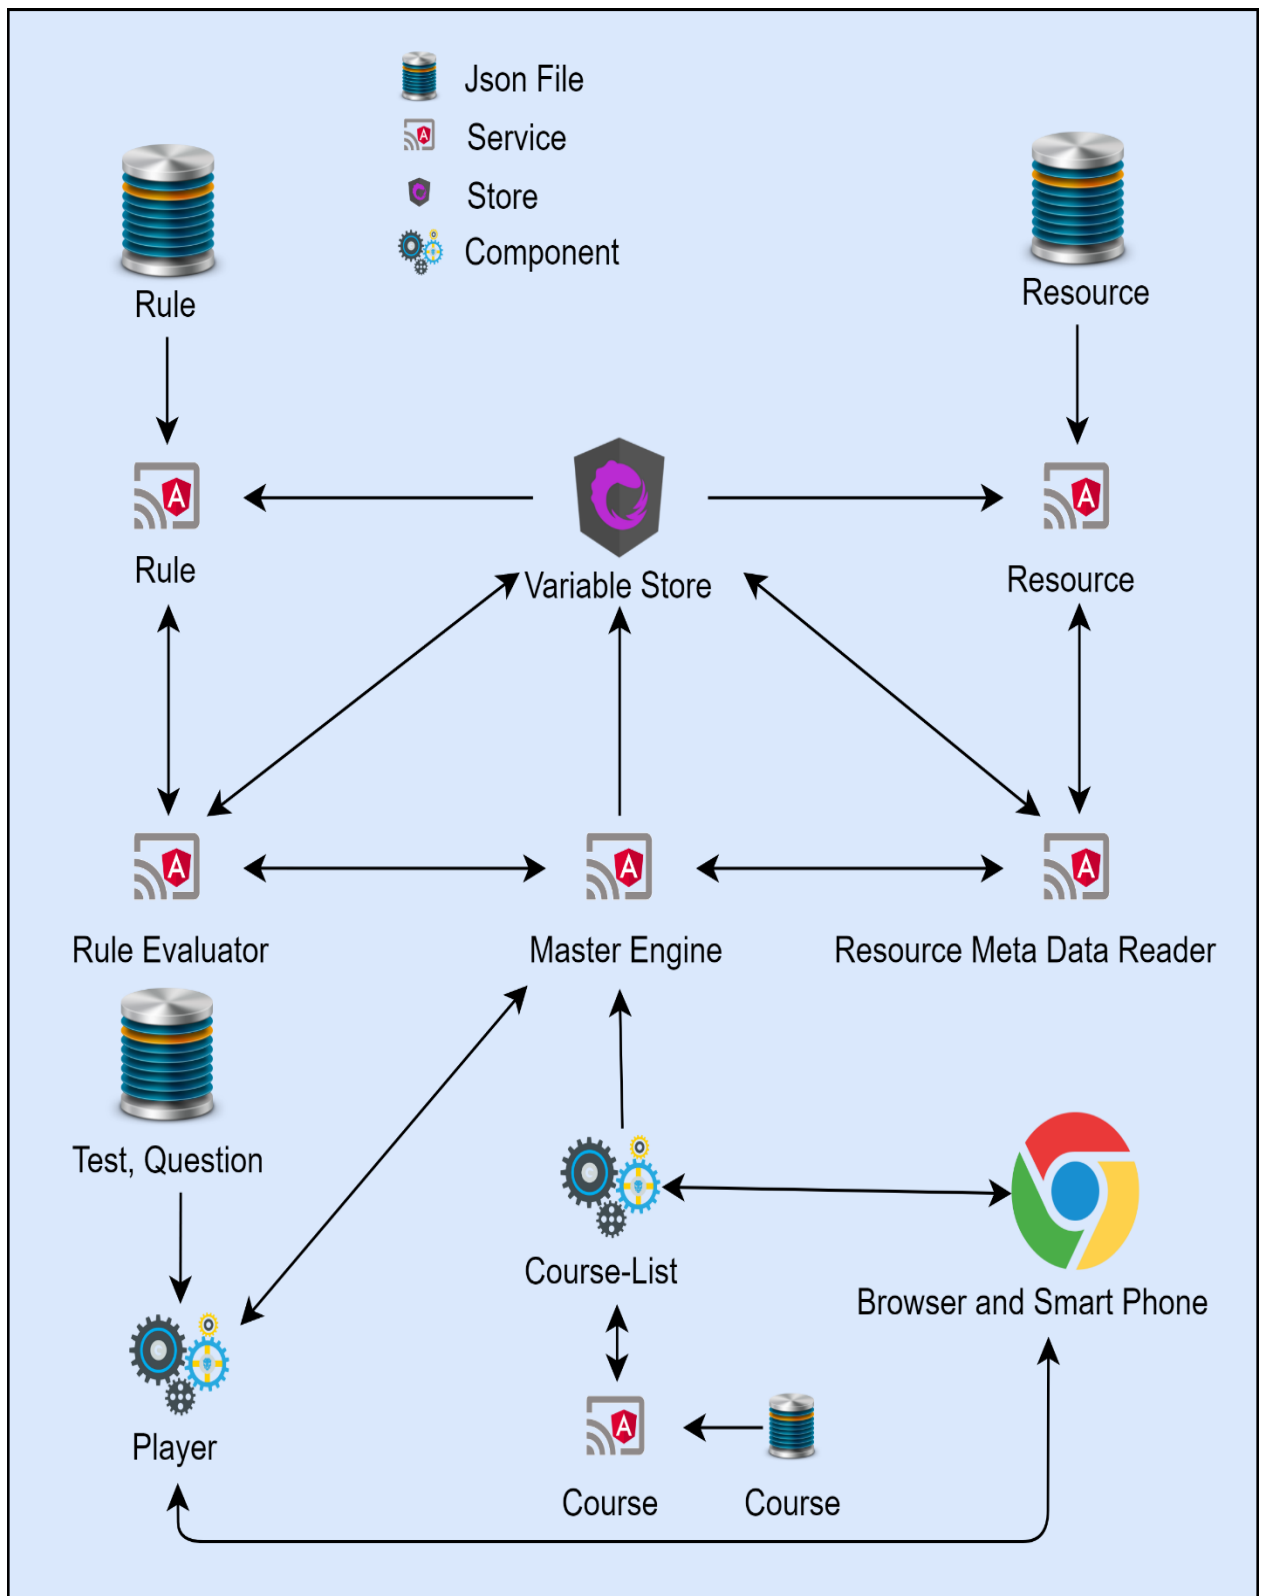 Json File
Service
Store
Component
Rule
Resource
Rule
Variable Store
Resource
Rule Evaluator
Master Engine
Resource Meta Data Reader
Test, Question
Course-List
Browser and Smart Phone
Player
Course
Course